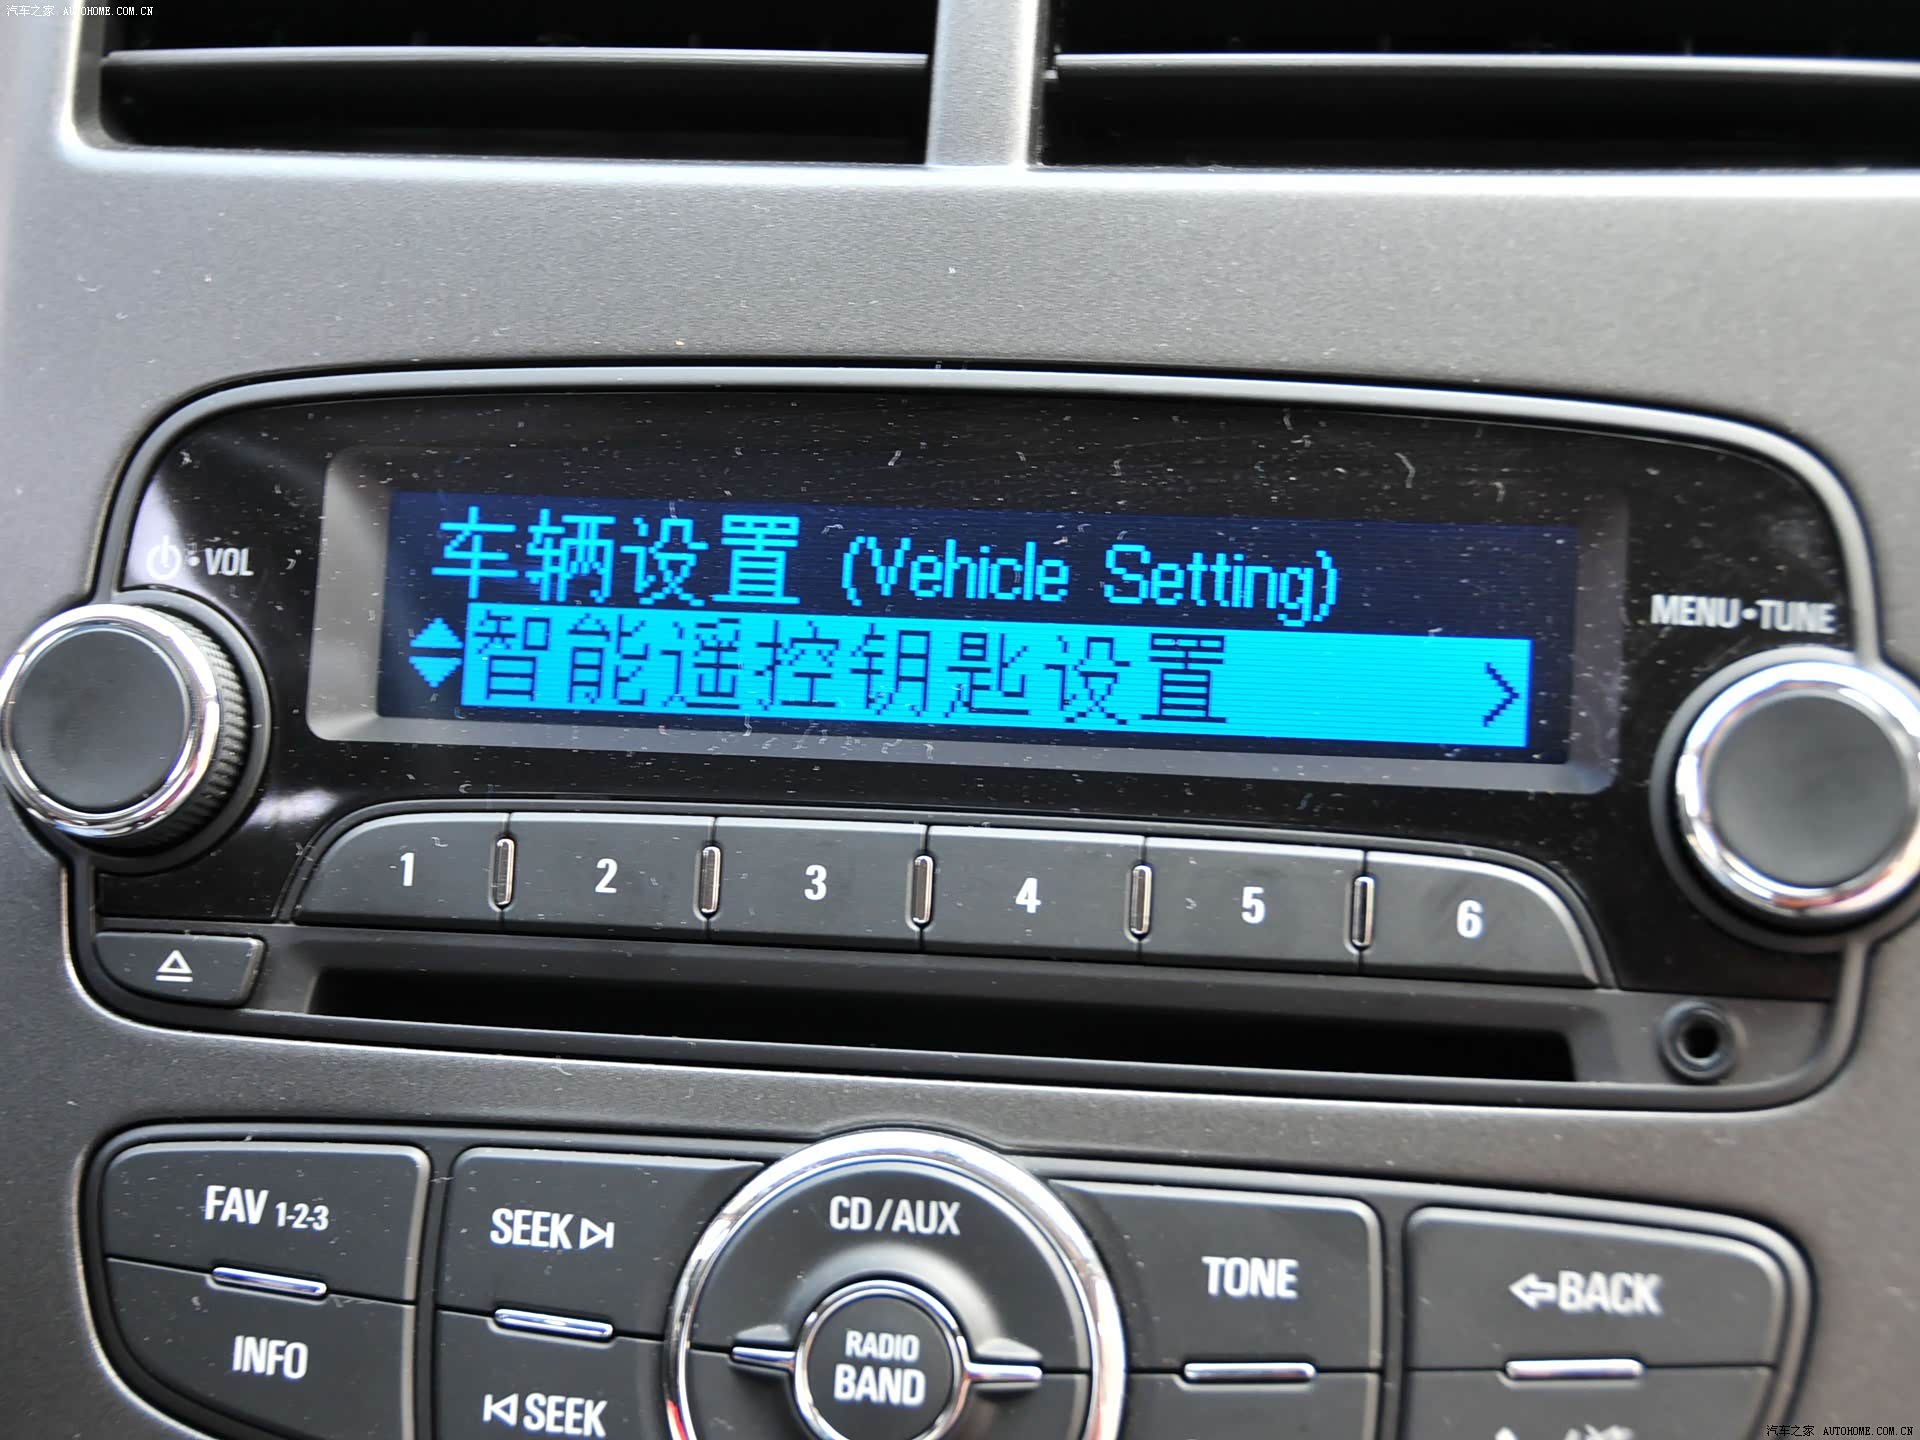 汽车之家 AUTOHOME.COM.CN
车辆设置 (Vehicle Setting)
智能遥控钥匙设置 >
VOL
MENU•TUNE
1 2 3 4 5 6
FAV 1-2-3
SEEK
CD/AUX
TONE
BACK
INFO
SEEK
RADIO
BAND
汽车之家 AUTOHOME.COM.CN